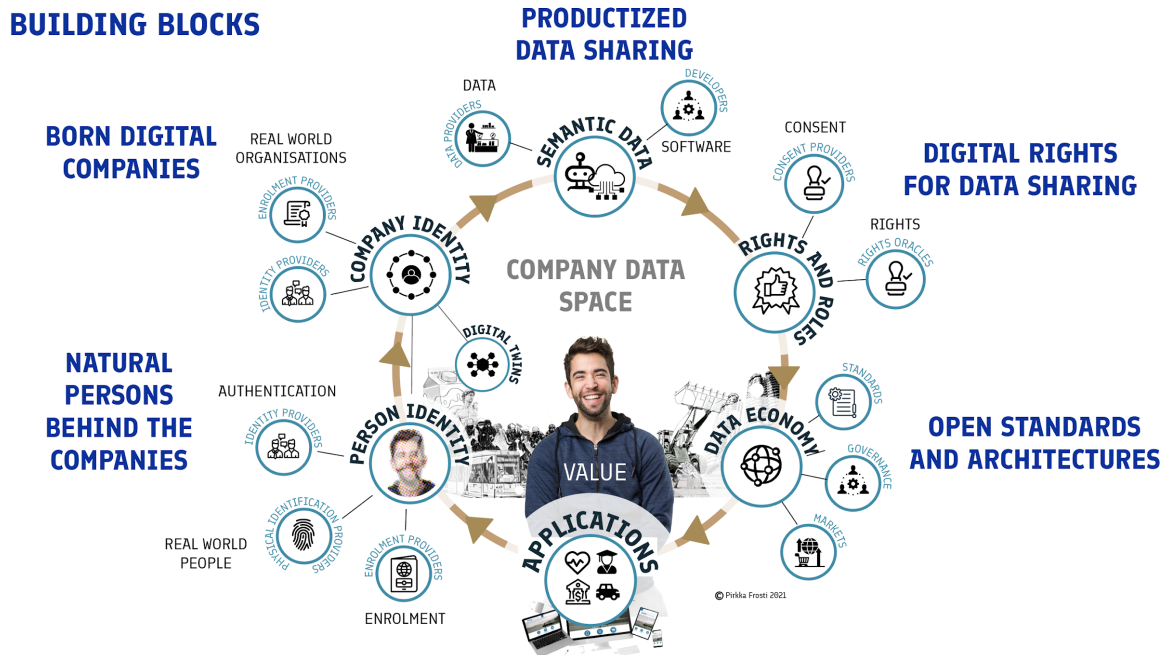 BUILDING BLOCKS
PRODUCTIZED
DATA SHARING
DATA
DATA PROVIDERS
DEVELOPERS
SOFTWARE
SEMANTIC DATA
BORN DIGITAL
COMPANIES
REAL WORLD
ORGANISATIONS
ENROLMENT PROVIDERS
IDENTITY PROVIDERS
COMPANY IDENTITY
DIGITAL TWINS
CONSENT
CONSENT PROVIDERS
DIGITAL RIGHTS
FOR DATA SHARING
RIGHTS
RIGHTS ORACLES
RIGHTS AND ROLES
COMPANY DATA
SPACE
NATURAL
PERSONS
BEHIND THE
COMPANIES
AUTHENTICATION
IDENTITY PROVIDERS
PERSON IDENTITY
PHYSICAL IDENTIFICATION PROVIDERS
REAL WORLD
PEOPLE
ENROLMENT PROVIDERS
ENROLMENT
VALUE
APPLICATIONS
DATA ECONOMY
STANDARDS
GOVERNANCE
MARKETS
OPEN STANDARDS
AND ARCHITECTURES
© Pirkka Frosti 2021